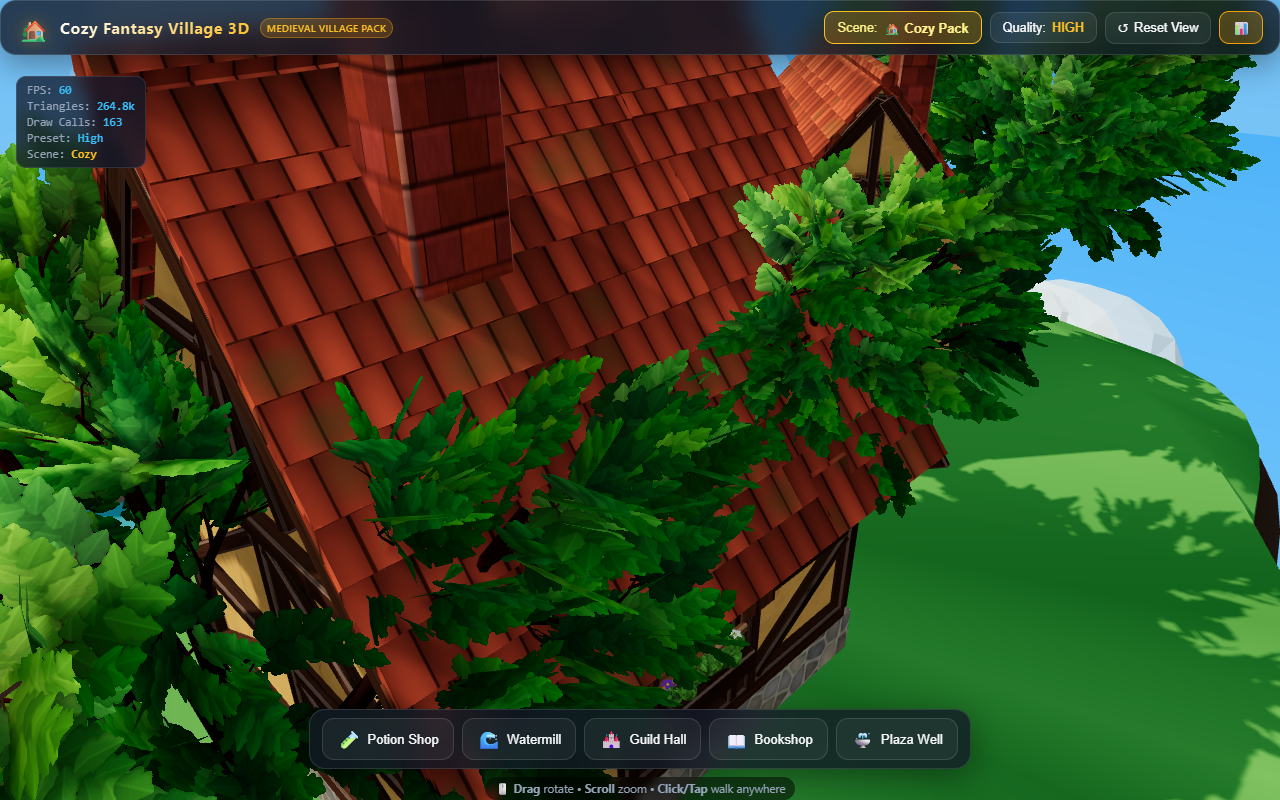 Cozy Fantasy Village 3D
MEDIEVAL VILLAGE PACK
Scene: Cozy Pack
Quality: HIGH
↺ Reset View
FPS: 60
Triangles: 264.8k
Draw Calls: 163
Preset: High
Scene: Cozy
Potion Shop
Watermill
Guild Hall
Bookshop
Plaza Well
Drag rotate • Scroll zoom • Click/Tap walk anywhere